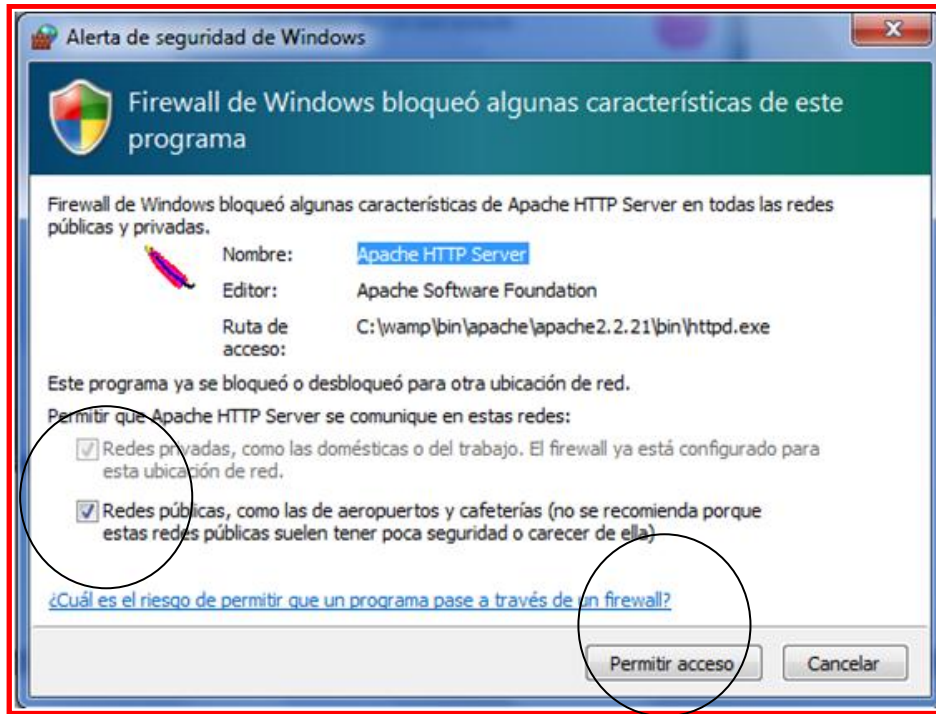 Alerta de seguridad de Windows
Firewall de Windows bloqueó algunas características de este
programa
Firewall de Windows bloqueó algunas características de Apache HTTP Server en todas las redes
públicas y privadas.
Nombre: Apache HTTP Server
Editor: Apache Software Foundation
Ruta de C:\wamp\bin\apache\apache2.2.21\bin\httpd.exe
acceso:
Este programa ya se bloqueó o desbloqueó para otra ubicación de red.
Permitir que Apache HTTP Server se comunique en estas redes:
Redes privadas, como las domésticas o del trabajo. El firewall ya está configurado para
esta ubicación de red.
Redes públicas, como las de aeropuertos y cafeterías (no se recomienda porque
estas redes públicas suelen tener poca seguridad o carecer de ella)
¿Cuál es el riesgo de permitir que un programa pase a través de un firewall?
Permitir acceso Cancelar